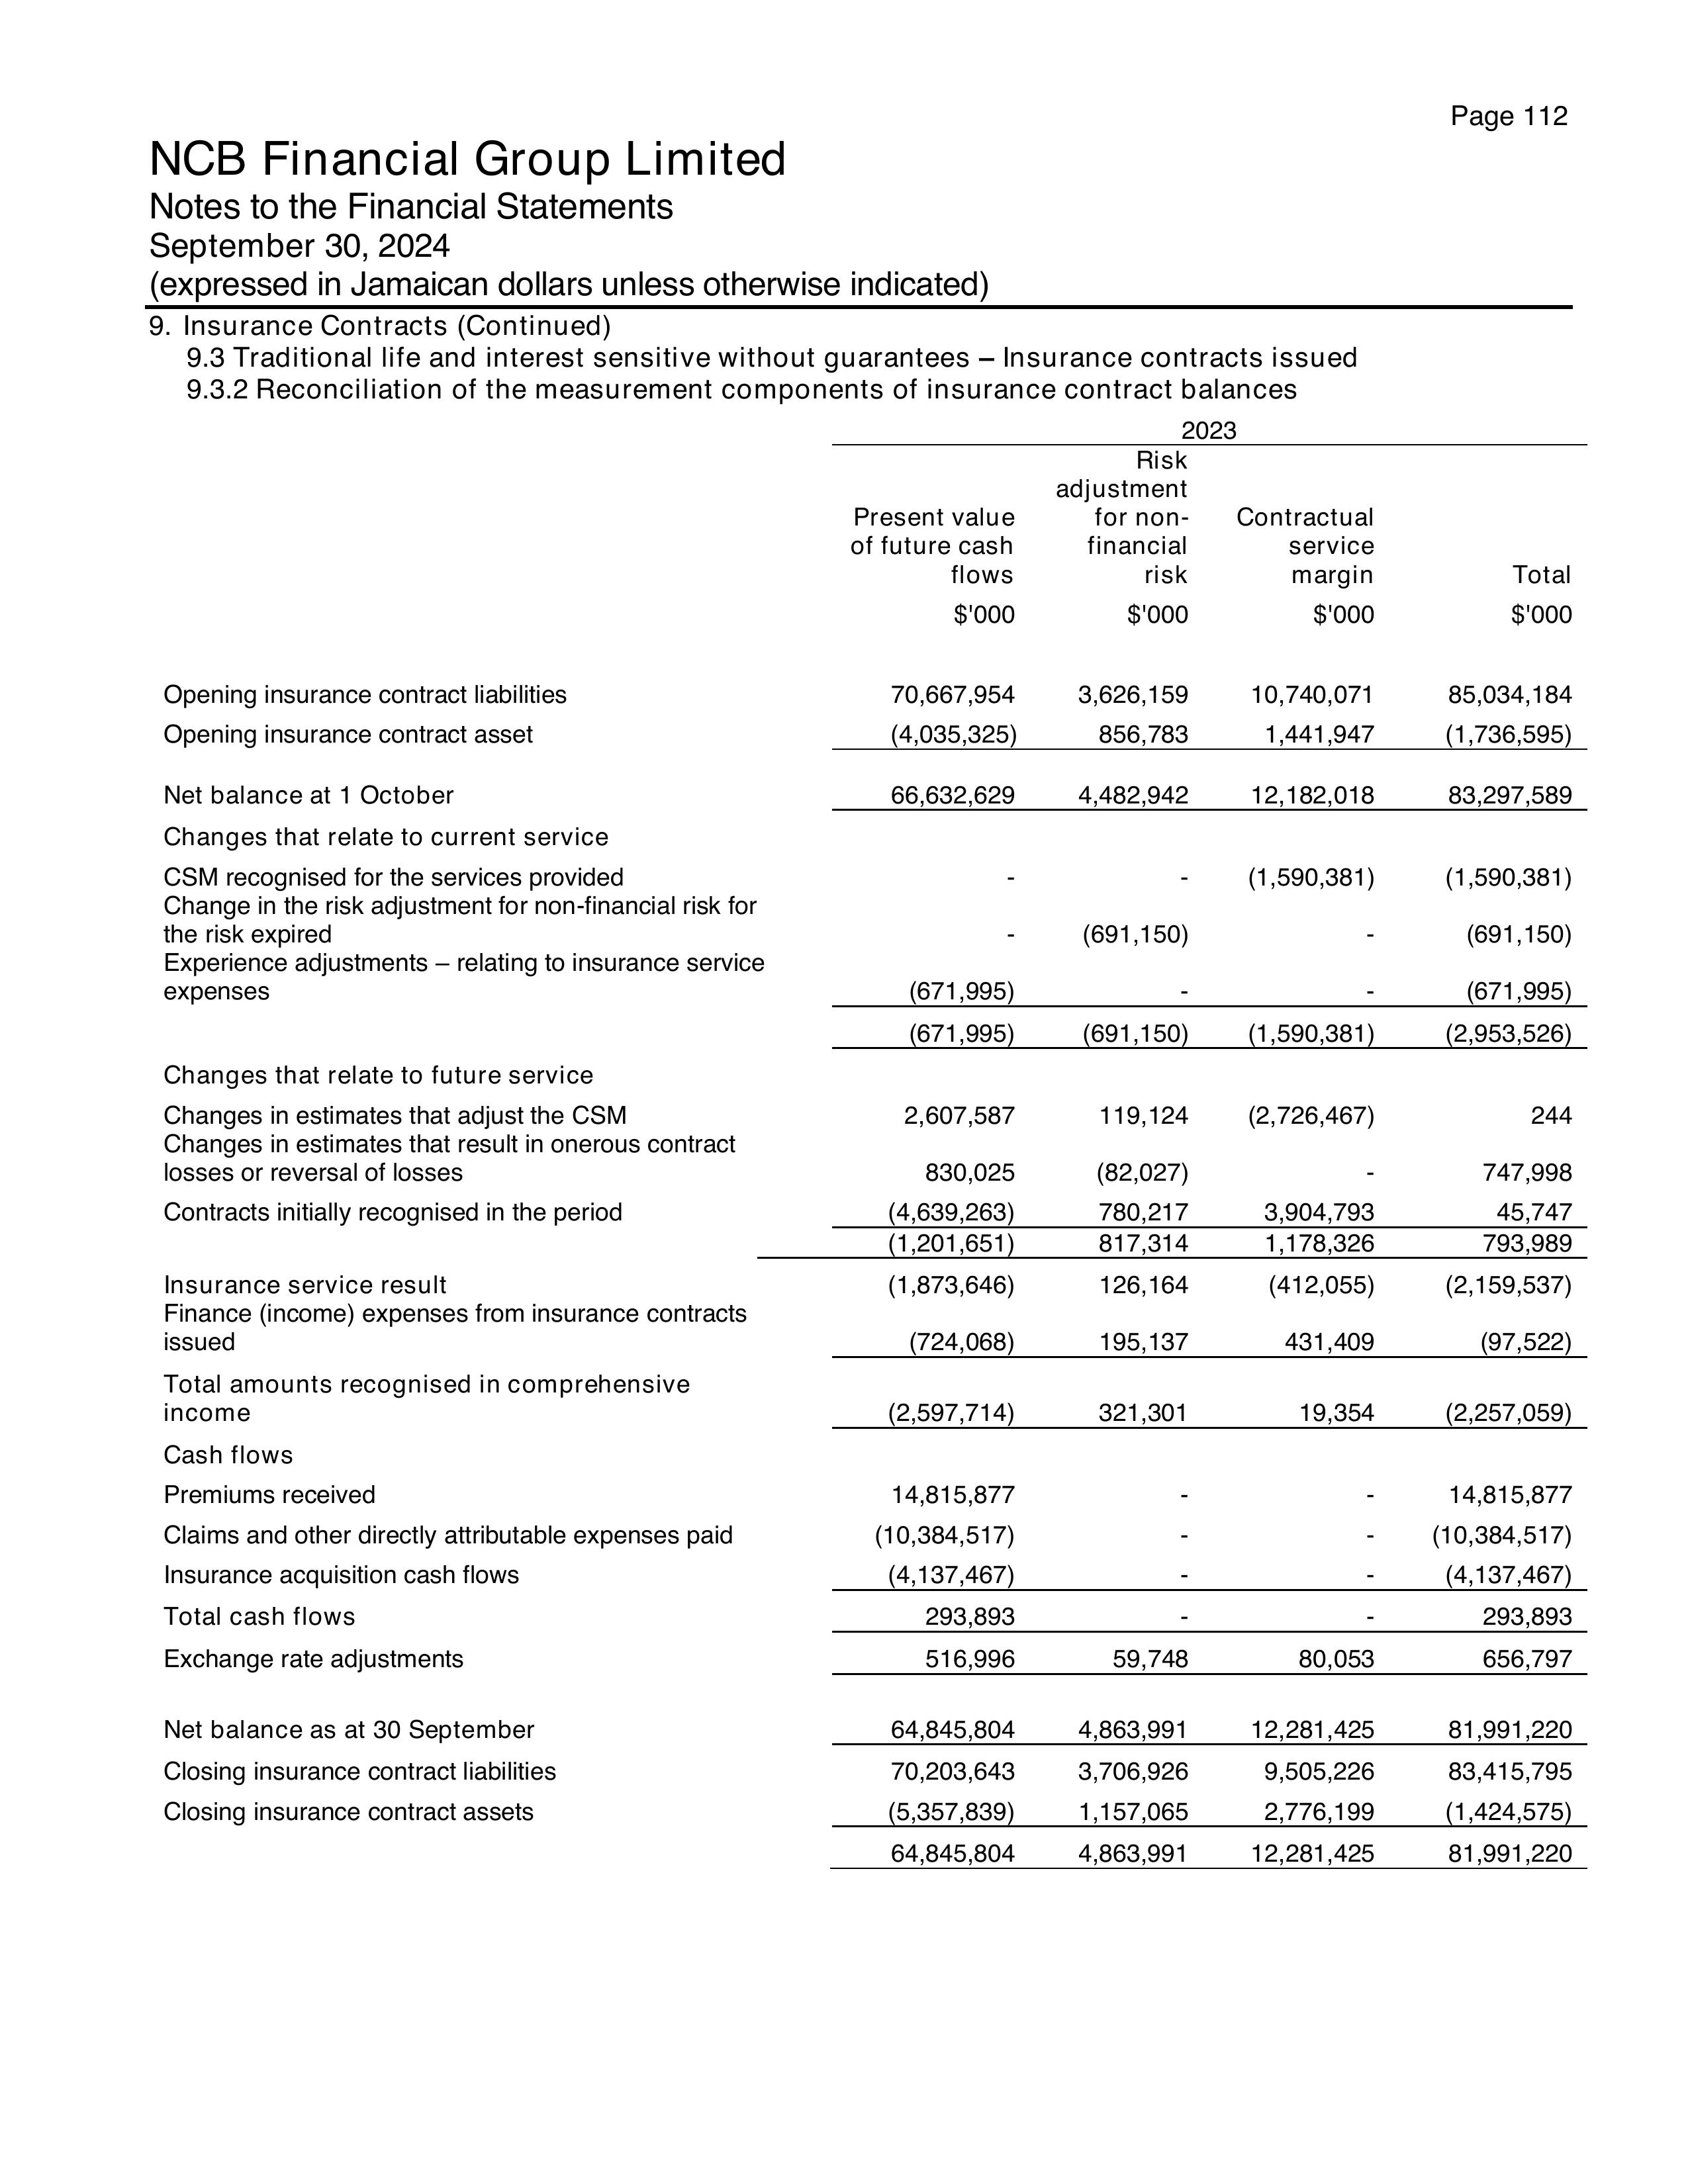 Page 112
NCB Financial Group Limited
Notes to the Financial Statements
September 30, 2024
(expressed in Jamaican dollars unless otherwise indicated)
9. Insurance Contracts (Continued)
9.3 Traditional life and interest sensitive without guarantees – Insurance contracts issued
9.3.2 Reconciliation of the measurement components of insurance contract balances
2023
Present value of future cash flows Risk adjustment for non-financial risk Contractual service margin Total
$'000 $'000 $'000 $'000
Opening insurance contract liabilities 70,667,954 3,626,159 10,740,071 85,034,184
Opening insurance contract asset (4,035,325) 856,783 1,441,947 (1,736,595)
Net balance at 1 October 66,632,629 4,482,942 12,182,018 83,297,589
Changes that relate to current service
CSM recognised for the services provided - - (1,590,381) (1,590,381)
Change in the risk adjustment for non-financial risk for
the risk expired - (691,150) - (691,150)
Experience adjustments – relating to insurance service
expenses (671,995) - - (671,995)
(671,995) (691,150) (1,590,381) (2,953,526)
Changes that relate to future service
Changes in estimates that adjust the CSM 2,607,587 119,124 (2,726,467) 244
Changes in estimates that result in onerous contract
losses or reversal of losses 830,025 (82,027) - 747,998
Contracts initially recognised in the period (4,639,263) 780,217 3,904,793 45,747
(1,201,651) 817,314 1,178,326 793,989
Insurance service result (1,873,646) 126,164 (412,055) (2,159,537)
Finance (income) expenses from insurance contracts
issued (724,068) 195,137 431,409 (97,522)
Total amounts recognised in comprehensive
income (2,597,714) 321,301 19,354 (2,257,059)
Cash flows
Premiums received 14,815,877 - - 14,815,877
Claims and other directly attributable expenses paid (10,384,517) - - (10,384,517)
Insurance acquisition cash flows (4,137,467) - - (4,137,467)
Total cash flows 293,893 - - 293,893
Exchange rate adjustments 516,996 59,748 80,053 656,797
Net balance as at 30 September 64,845,804 4,863,991 12,281,425 81,991,220
Closing insurance contract liabilities 70,203,643 3,706,926 9,505,226 83,415,795
Closing insurance contract assets (5,357,839) 1,157,065 2,776,199 (1,424,575)
64,845,804 4,863,991 12,281,425 81,991,220